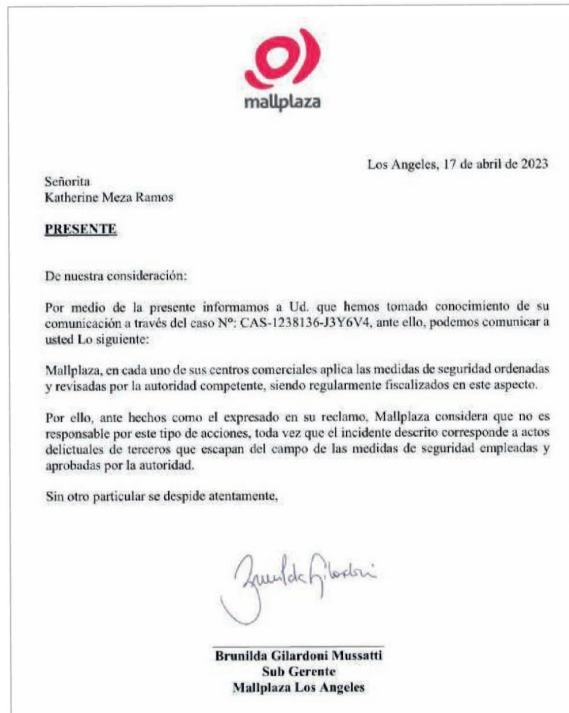 mallplaza
Los Angeles, 17 de abril de 2023
Señorita
Katherine Meza Ramos
PRESENTE
De nuestra consideración:
Por medio de la presente informamos a Ud. que hemos tomado conocimiento de su
comunicación a través del caso Nº: CAS-1238136-J3Y6V4, ante ello, podemos comunicar a
usted Lo siguiente:
Mallplaza, en cada uno de sus centros comerciales aplica las medidas de seguridad ordenadas
y revisadas por la autoridad competente, siendo regularmente fiscalizados en este aspecto.
Por ello, ante hechos como el expresado en su reclamo, Mallplaza considera que no es
responsable por este tipo de acciones, toda vez que el incidente descrito corresponde a actos
delictuales de terceros que escapan del campo de las medidas de seguridad empleadas y
aprobadas por la autoridad.
Sin otro particular se despide atentamente,
Brunilda Gilardoni
Brunilda Gilardoni Mussatti
Sub Gerente
Mallplaza Los Angeles